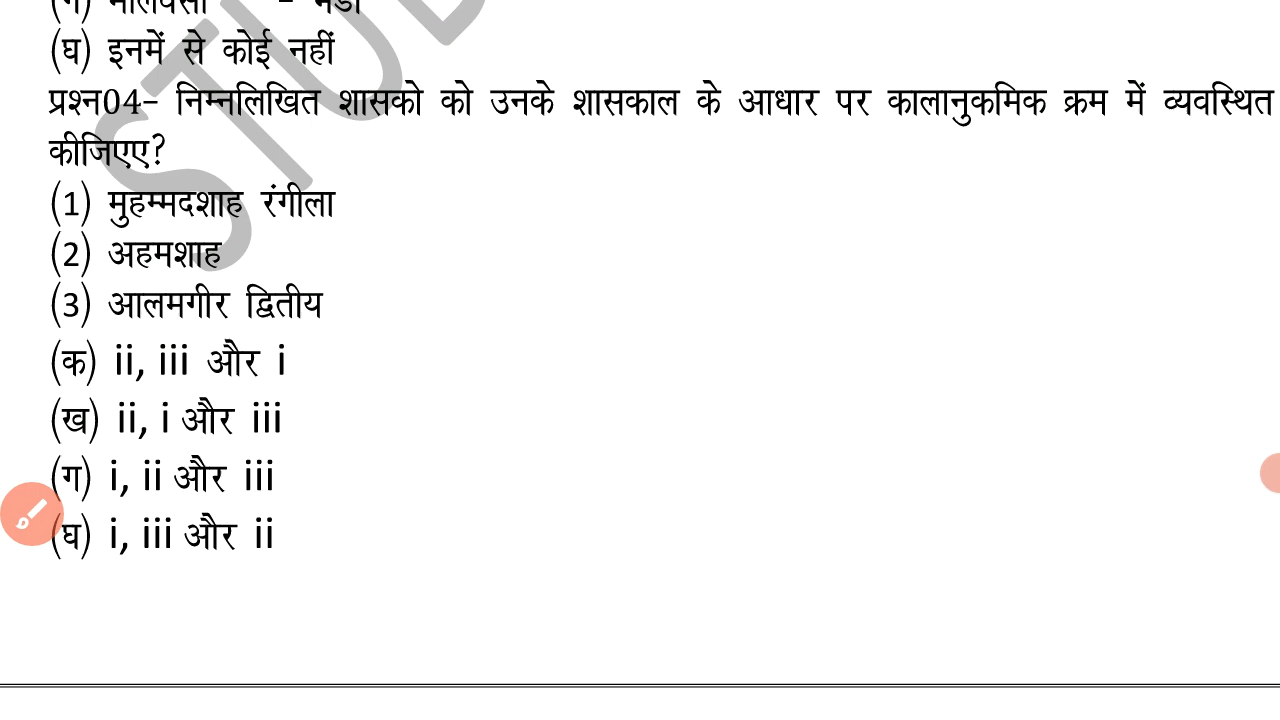 (घ) इनमें से कोई नहीं
प्रश्न04- निम्नलिखित शासको को उनके शासकाल के आधार पर कालानुकमिक क्रम में व्यवस्थित
कीजिएए?
(1) मुहम्मदशाह रंगीला
(2) अहमशाह
(3) आलमगीर द्वितीय
(क) ii, iii और i
(ख) ii, i और iii
(ग) i, ii और iii
(घ) i, iii और ii